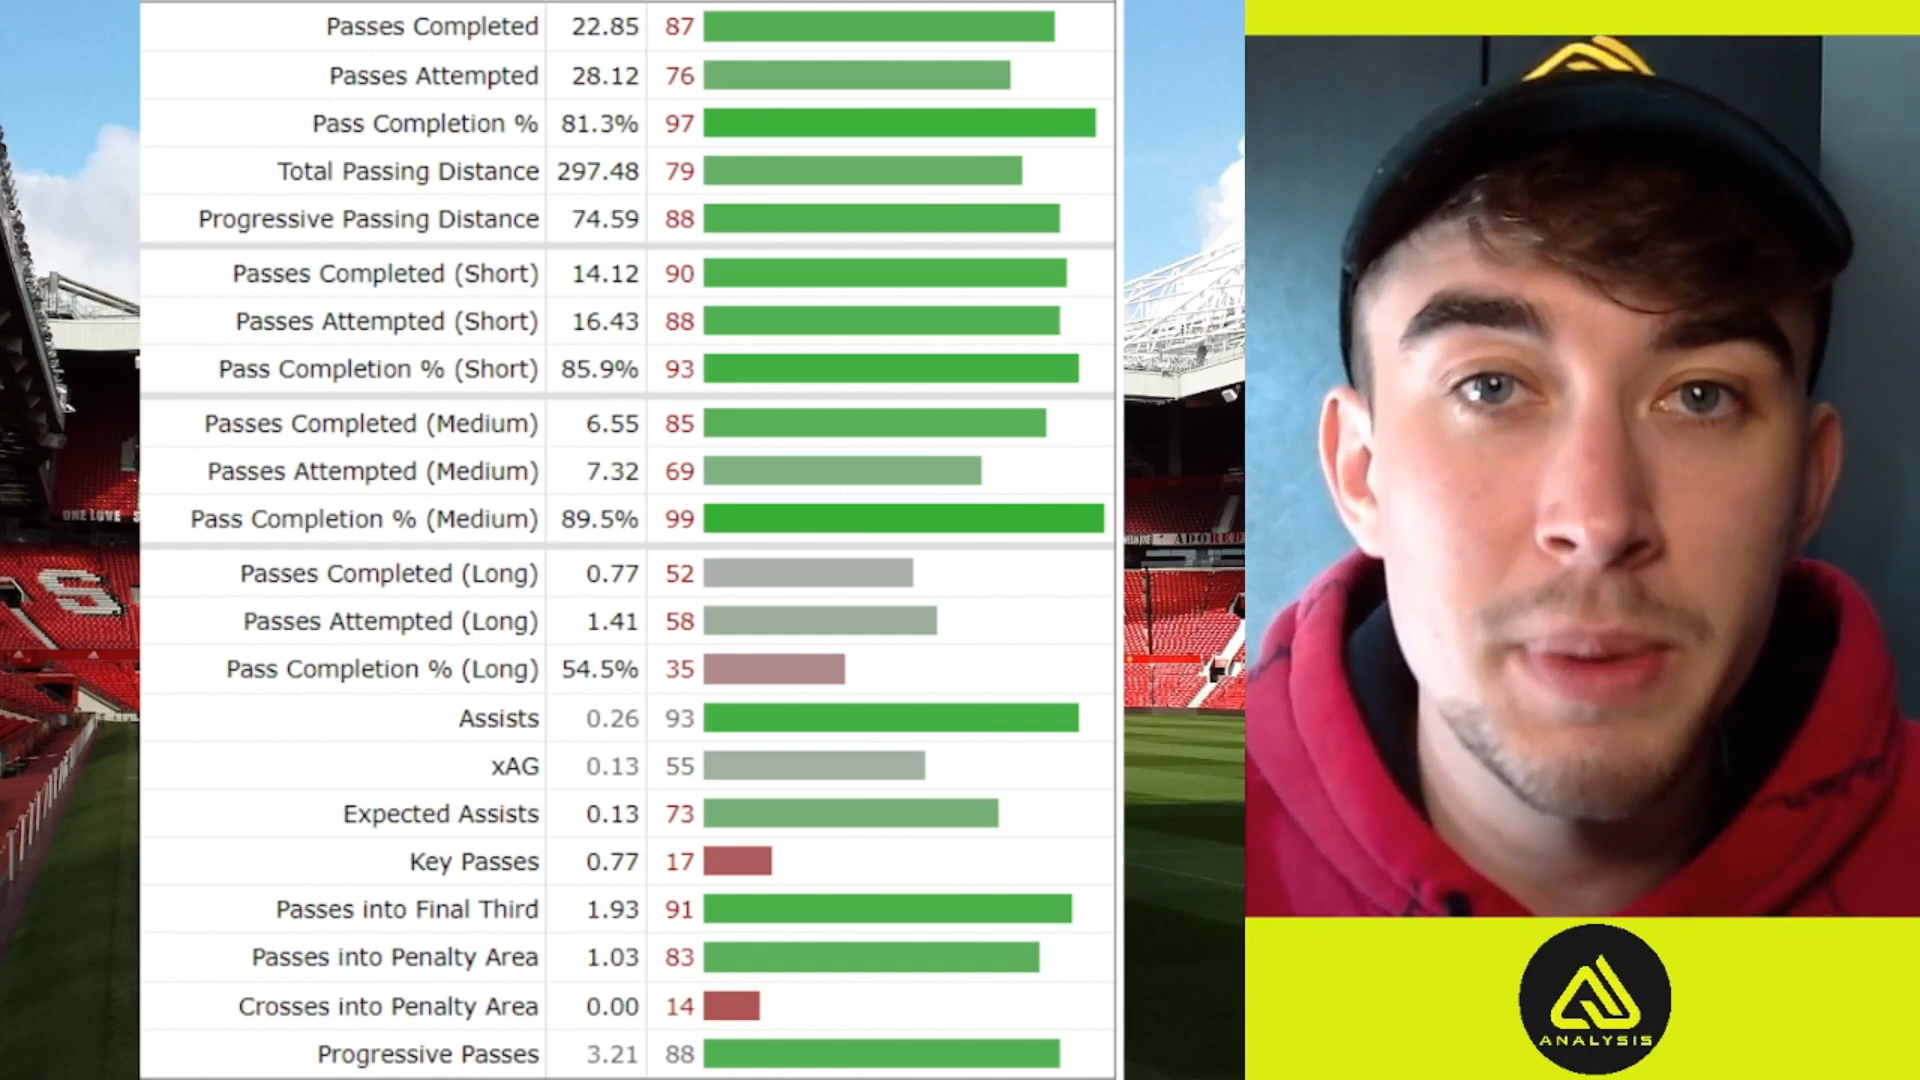 Passes Completed 22.85 87
Passes Attempted 28.12 76
Pass Completion % 81.3% 97
Total Passing Distance 297.48 79
Progressive Passing Distance 74.59 88
Passes Completed (Short) 14.12 90
Passes Attempted (Short) 16.43 88
Pass Completion % (Short) 85.9% 93
Passes Completed (Medium) 6.55 85
Passes Attempted (Medium) 7.32 69
Pass Completion % (Medium) 89.5% 99
Passes Completed (Long) 0.77 52
Passes Attempted (Long) 1.41 58
Pass Completion % (Long) 54.5% 35
Assists 0.26 93
xAG 0.13 55
Expected Assists 0.13 73
Key Passes 0.77 17
Passes into Final Third 1.93 91
Passes into Penalty Area 1.03 83
Crosses into Penalty Area 0.00 14
Progressive Passes 3.21 88
ONE LOVE
S
ADORED
ANALYSIS